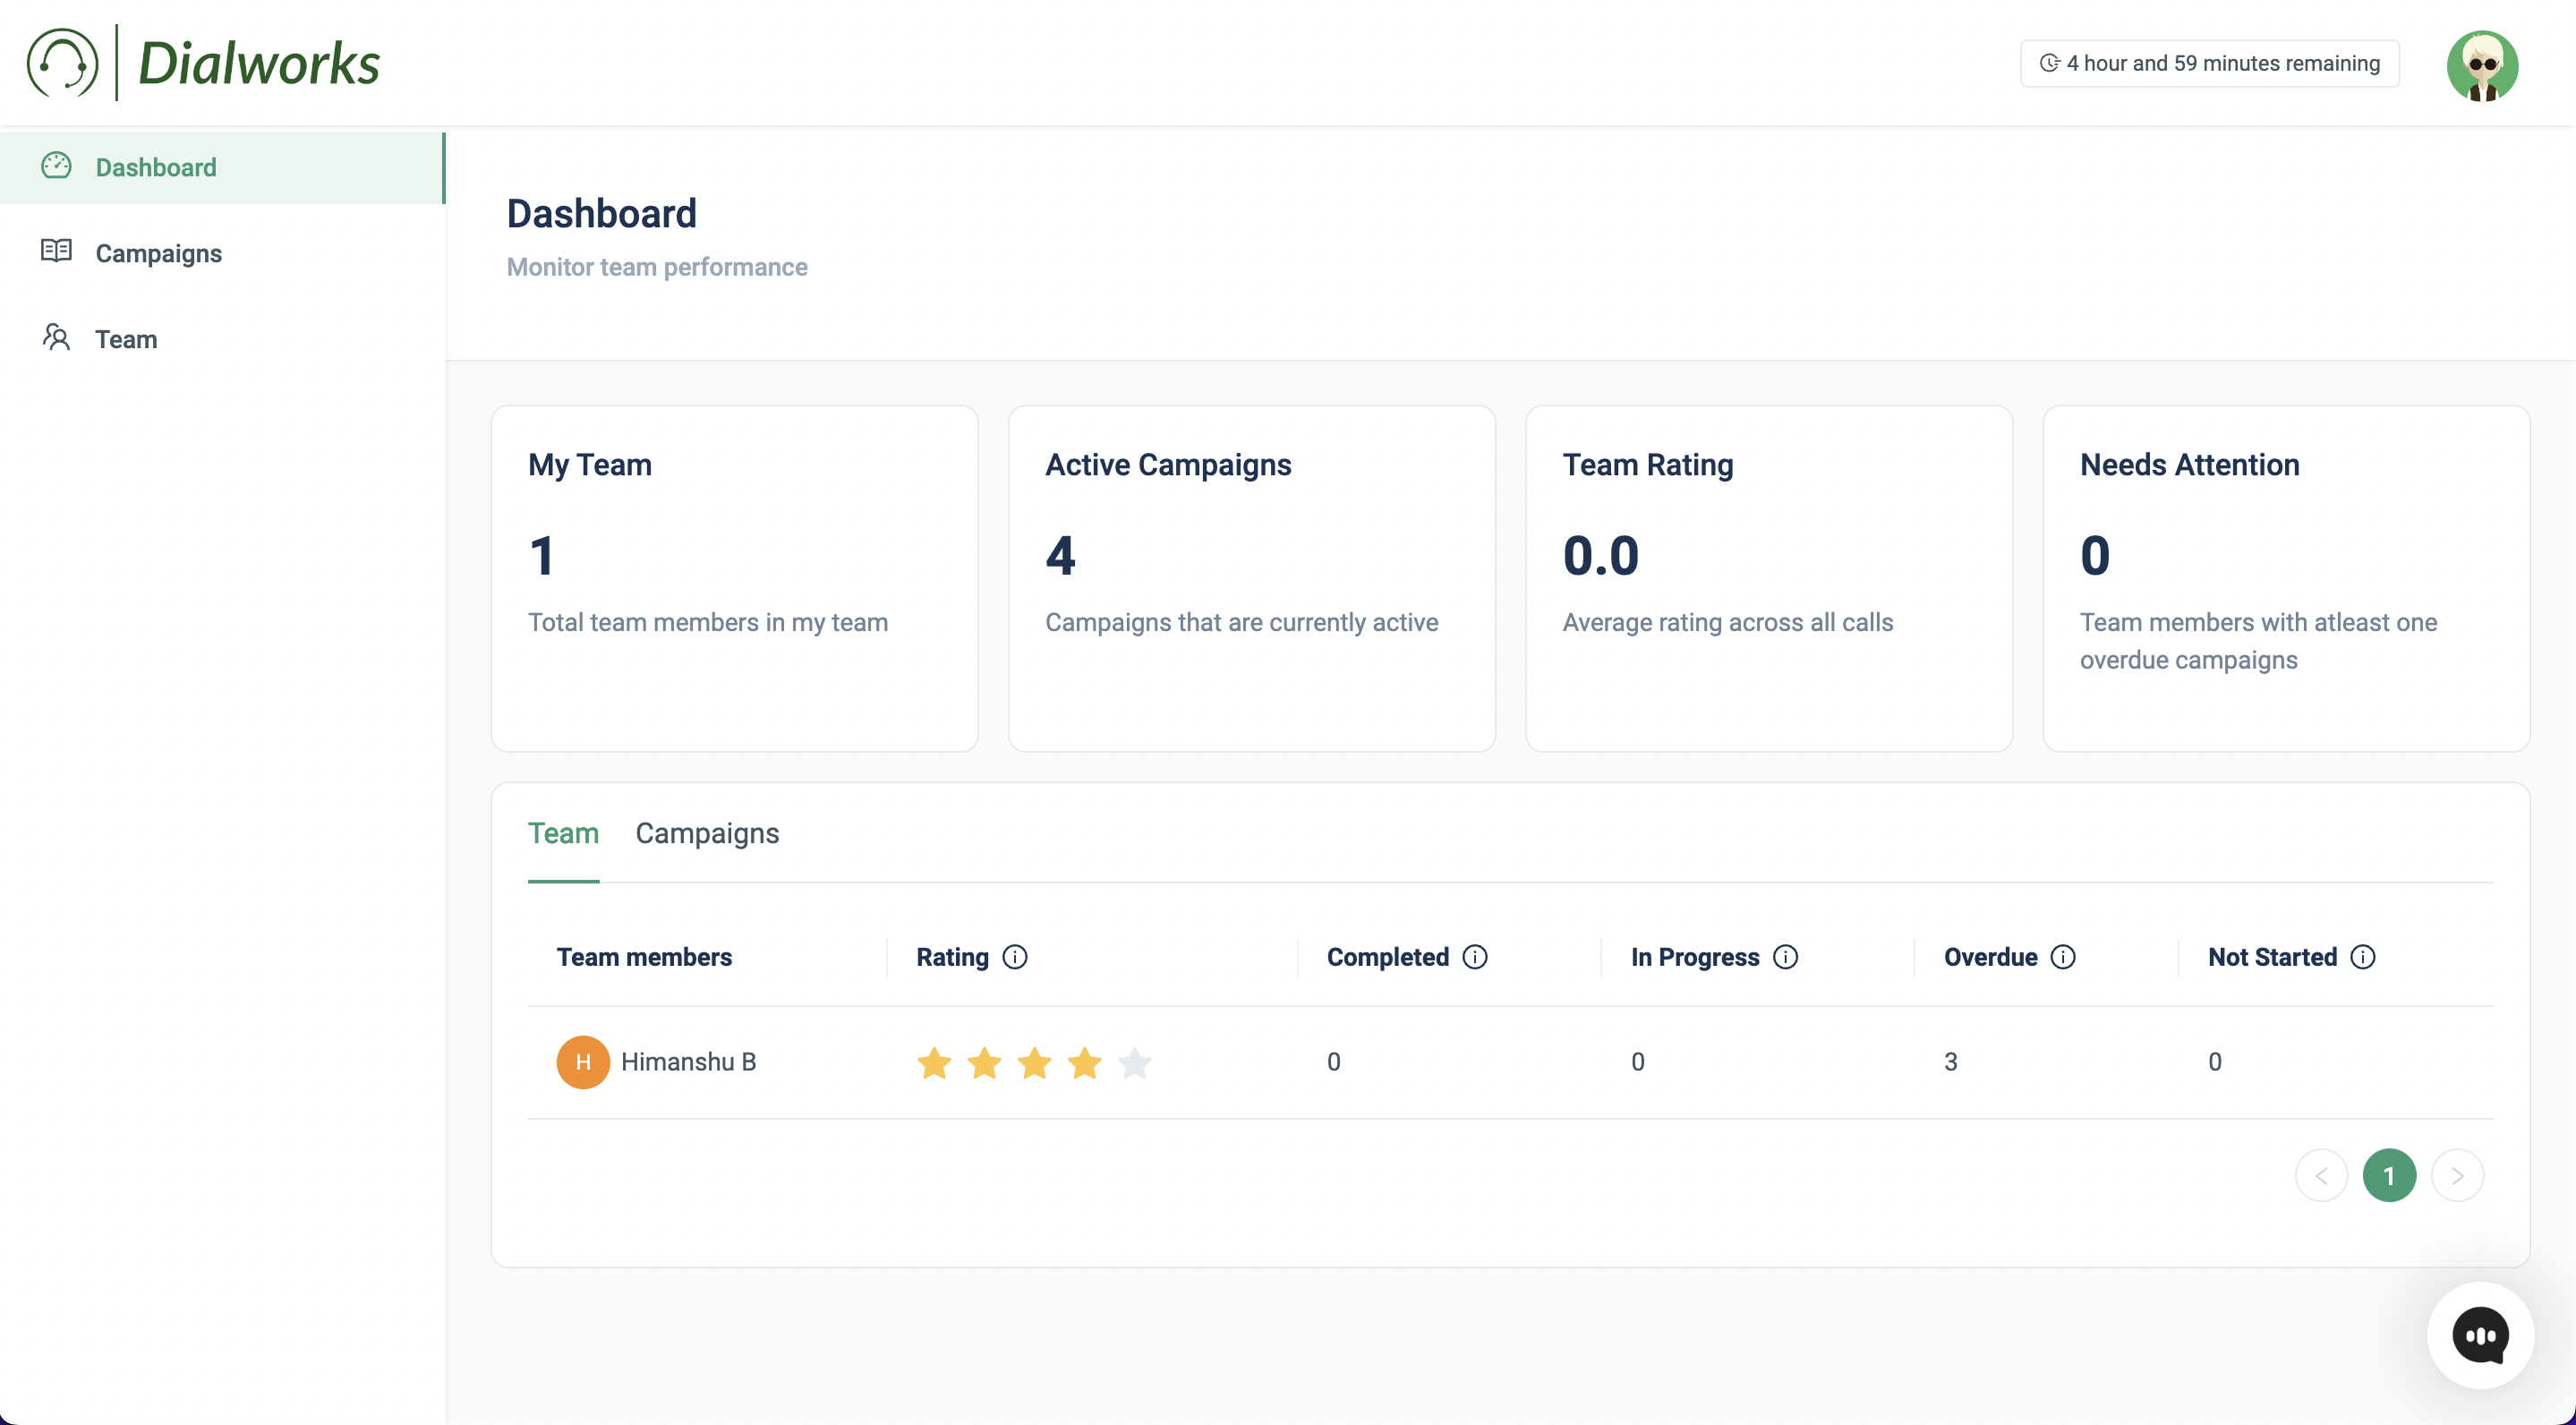 Dialworks
4 hour and 59 minutes remaining
Dashboard
Campaigns
Team
Dashboard
Monitor team performance
My Team
1
Total team members in my team
Active Campaigns
4
Campaigns that are currently active
Team Rating
0.0
Average rating across all calls
Needs Attention
0
Team members with atleast one
overdue campaigns
Team Campaigns
Team members Rating Completed In Progress Overdue Not Started
H Himanshu B 0 0 3 0
1